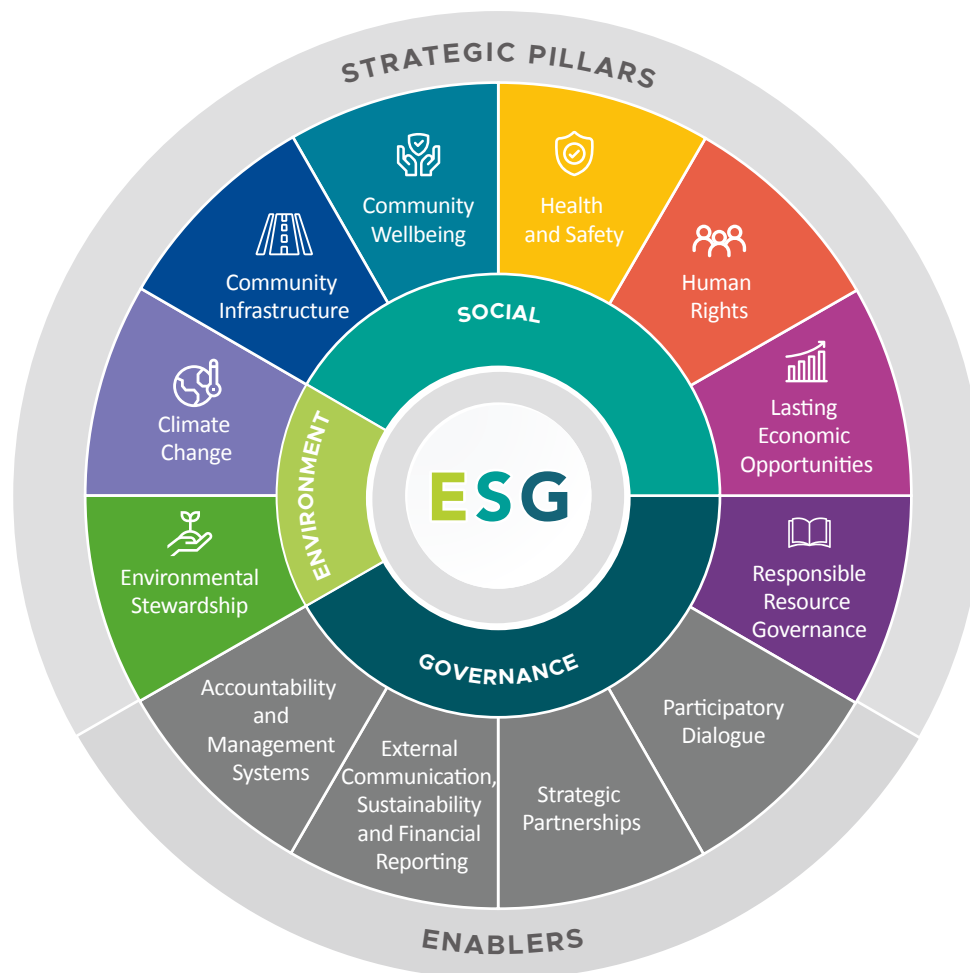 STRATEGIC PILLARS
Community
Wellbeing
Health
and Safety
Community
Infrastructure
Human
Rights
SOCIAL
Climate
Change
Lasting
Economic
Opportunities
ENVIRONMENT
ESG
Environmental
Stewardship
Responsible
Resource
Governance
GOVERNANCE
Accountability
and
Management
Systems
External
Communication,
Sustainability
and Financial
Reporting
Strategic
Partnerships
Participatory
Dialogue
ENABLERS